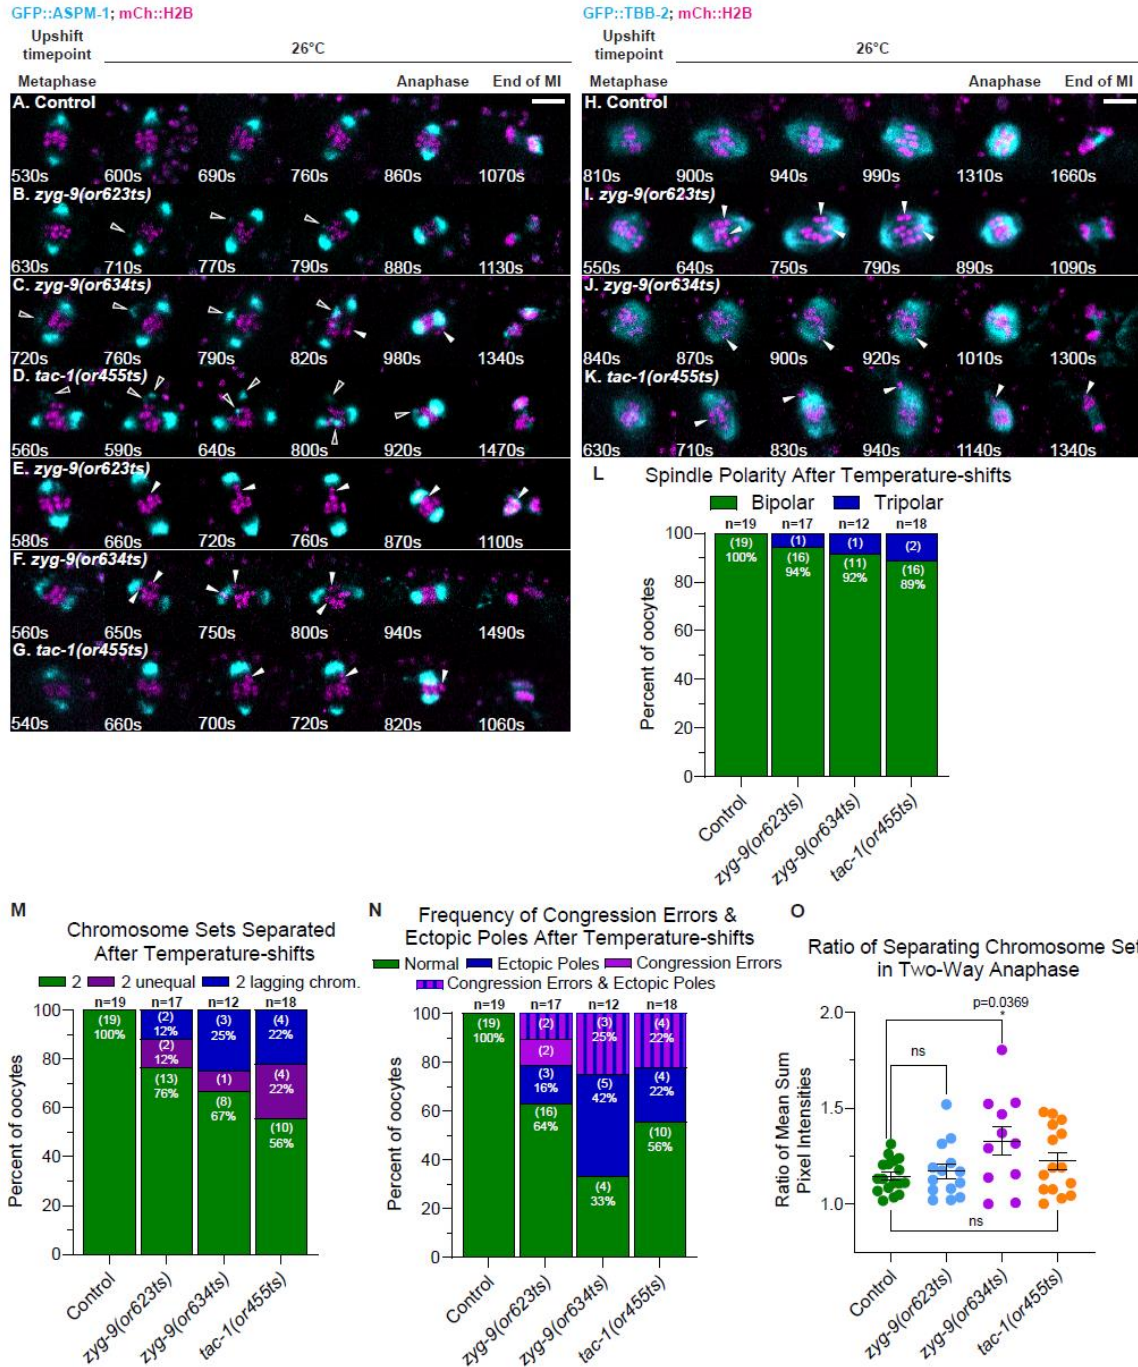 GFP::ASPM-1; mCh::H2B
Upshift
timepoint
26°C
Metaphase
Anaphase
End of MI
A. Control
530s 600s 690s 760s 860s 1070s
B. zyg-9(or623ts)
630s 710s 770s 790s 880s 1130s
C. zyg-9(or634ts)
720s 760s 790s 820s 980s 1340s
D. tac-1(or455ts)
560s 590s 640s 800s 920s 1470s
E. zyg-9(or623ts)
580s 660s 720s 760s 870s 1100s
F. zyg-9(or634ts)
560s 650s 750s 800s 940s 1490s
G. tac-1(or455ts)
540s 660s 700s 720s 820s 1060s
GFP::TBB-2; mCh::H2B
Upshift
timepoint
26°C
Metaphase
Anaphase
End of MI
H. Control
810s 900s 940s 990s 1310s 1660s
I. zyg-9(or623ts)
550s 640s 750s 790s 890s 1090s
J. zyg-9(or634ts)
840s 870s 900s 920s 1010s 1300s
K. tac-1(or455ts)
630s 710s 830s 940s 1140s 1340s
L
Spindle Polarity After Temperature-shifts
Bipolar Tripolar
n=19 n=17 n=12 n=18
Percent of oocytes
100
80
60
40
20
0
(19)
100%
(1)
(16)
94%
(1)
(11)
92%
(2)
(16)
89%
Control
zyg-9(or623ts)
zyg-9(or634ts)
tac-1(or455ts)
M
Chromosome Sets Separated
After Temperature-shifts
2 2 unequal 2 lagging chrom.
n=19 n=17 n=12 n=18
Percent of oocytes
100
80
60
40
20
0
(19)
100%
(2)
12%
(2)
12%
(13)
76%
(3)
25%
(1)
(8)
67%
(4)
22%
(4)
22%
(10)
56%
Control
zyg-9(or623ts)
zyg-9(or634ts)
tac-1(or455ts)
N
Frequency of Congression Errors &
Ectopic Poles After Temperature-shifts
Normal Ectopic Poles Congression Errors
Congression Errors & Ectopic Poles
n=19 n=17 n=12 n=18
Percent of oocytes
100
80
60
40
20
0
(19)
100%
(2)
(2)
(3)
16%
(16)
64%
(3)
25%
(5)
42%
(4)
33%
(4)
22%
(4)
22%
(10)
56%
Control
zyg-9(or623ts)
zyg-9(or634ts)
tac-1(or455ts)
O
Ratio of Separating Chromosome Set
in Two-Way Anaphase
p=0.0369
*
ns
ns
Ratio of Mean Sum
Pixel Intensities
2.0
1.5
1.0
Control
zyg-9(or623ts)
zyg-9(or634ts)
tac-1(or455ts)